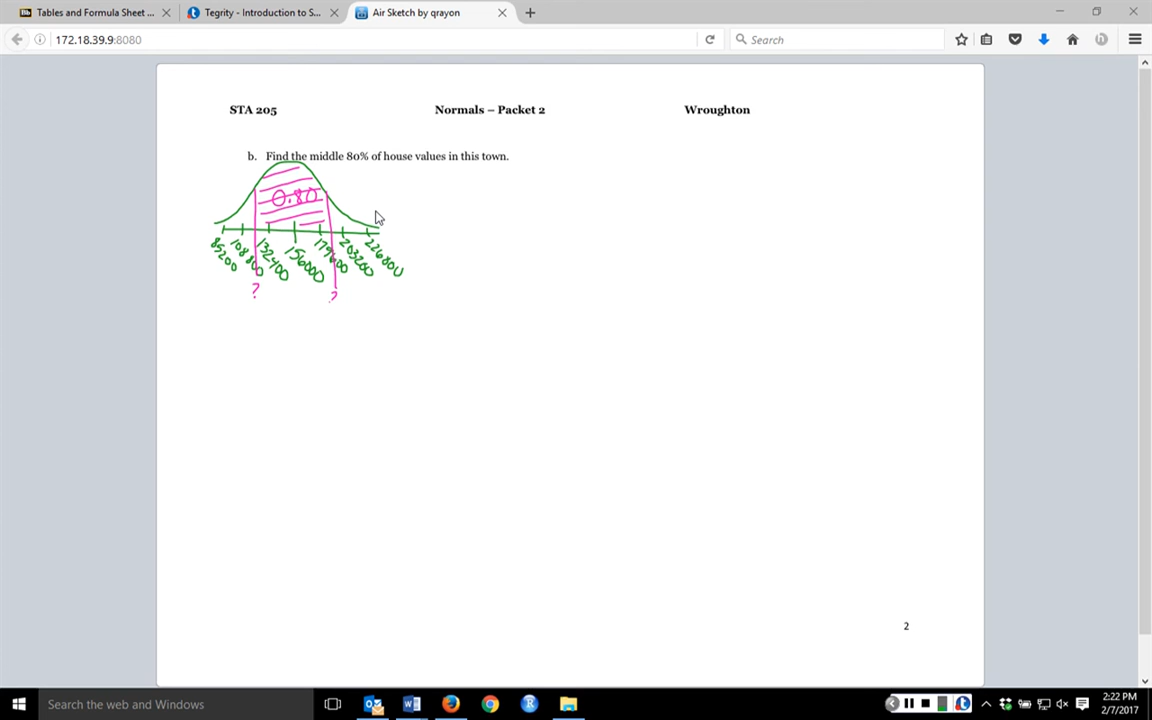 Tables and Formula Sheet ...
Tegrity - Introduction to S...
Air Sketch by qrayon
172.18.39.9:8080
Search
STA 205
Normals – Packet 2
Wroughton
b. Find the middle 80% of house values in this town.
0.80
85200 108800 132400 156000 179600 203200 226800
? ?
2
Search the web and Windows
2:22 PM
2/7/2017